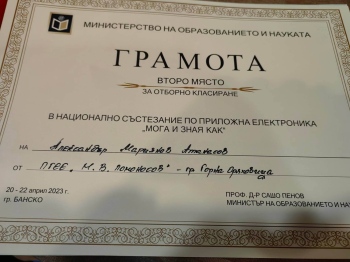 МИНИСТЕРСТВО НА ОБРАЗОВАНИЕТО И НАУКАТА
ГРАМОТА
ВТОРО МЯСТО
ЗА ОТБОРНО КЛАСИРАНЕ
В НАЦИОНАЛНО СЪСТЕЗАНИЕ ПО ПРИЛОЖНА ЕЛЕКТРОНИКА
„МОГА И ЗНАЯ КАК"
НА Александър Мариянов Атанасов
ОТ ПГЕЕ „М. В. Ломоносов" - гр Горна Оряховица
20 - 22 април 2023 г.
гр. БАНСКО
ПРОФ. Д-Р САШО ПЕНОВ
МИНИСТЪР НА ОБРАЗОВАНИЕТО И НАУ